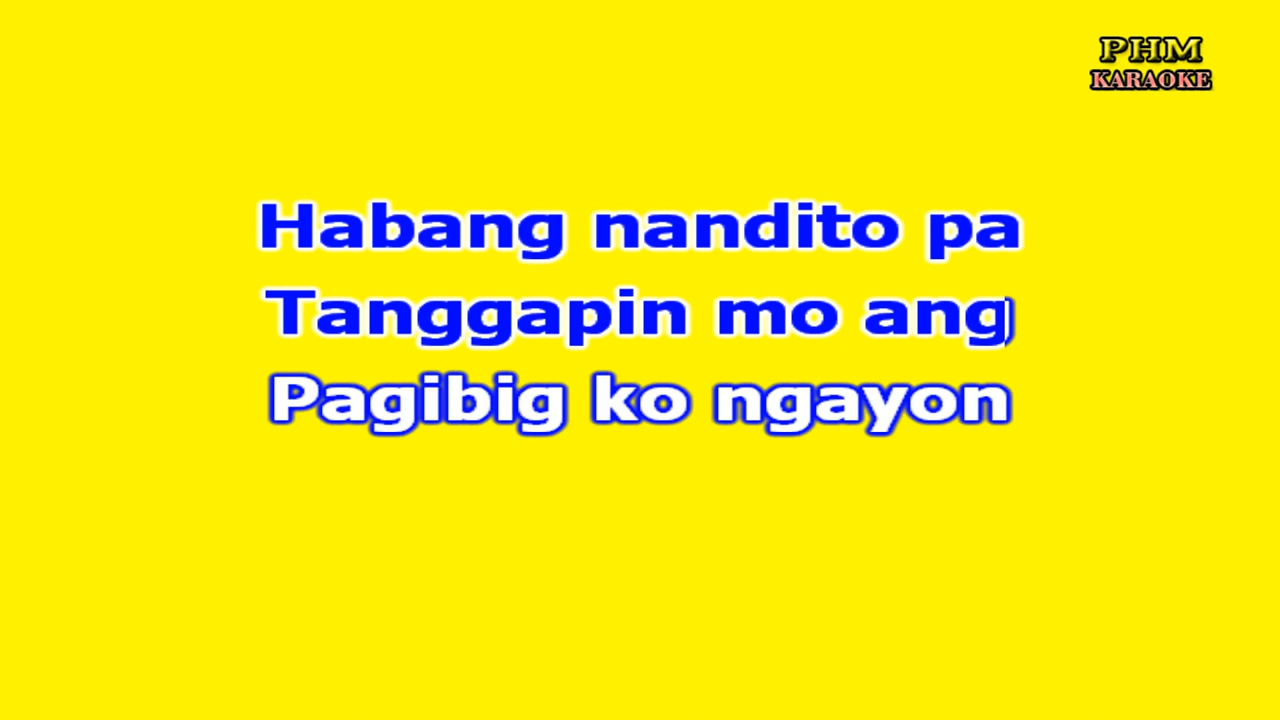 PHM
KARAOKE
Habang nandito pa
Tanggapin mo ang
Pagibig ko ngayon